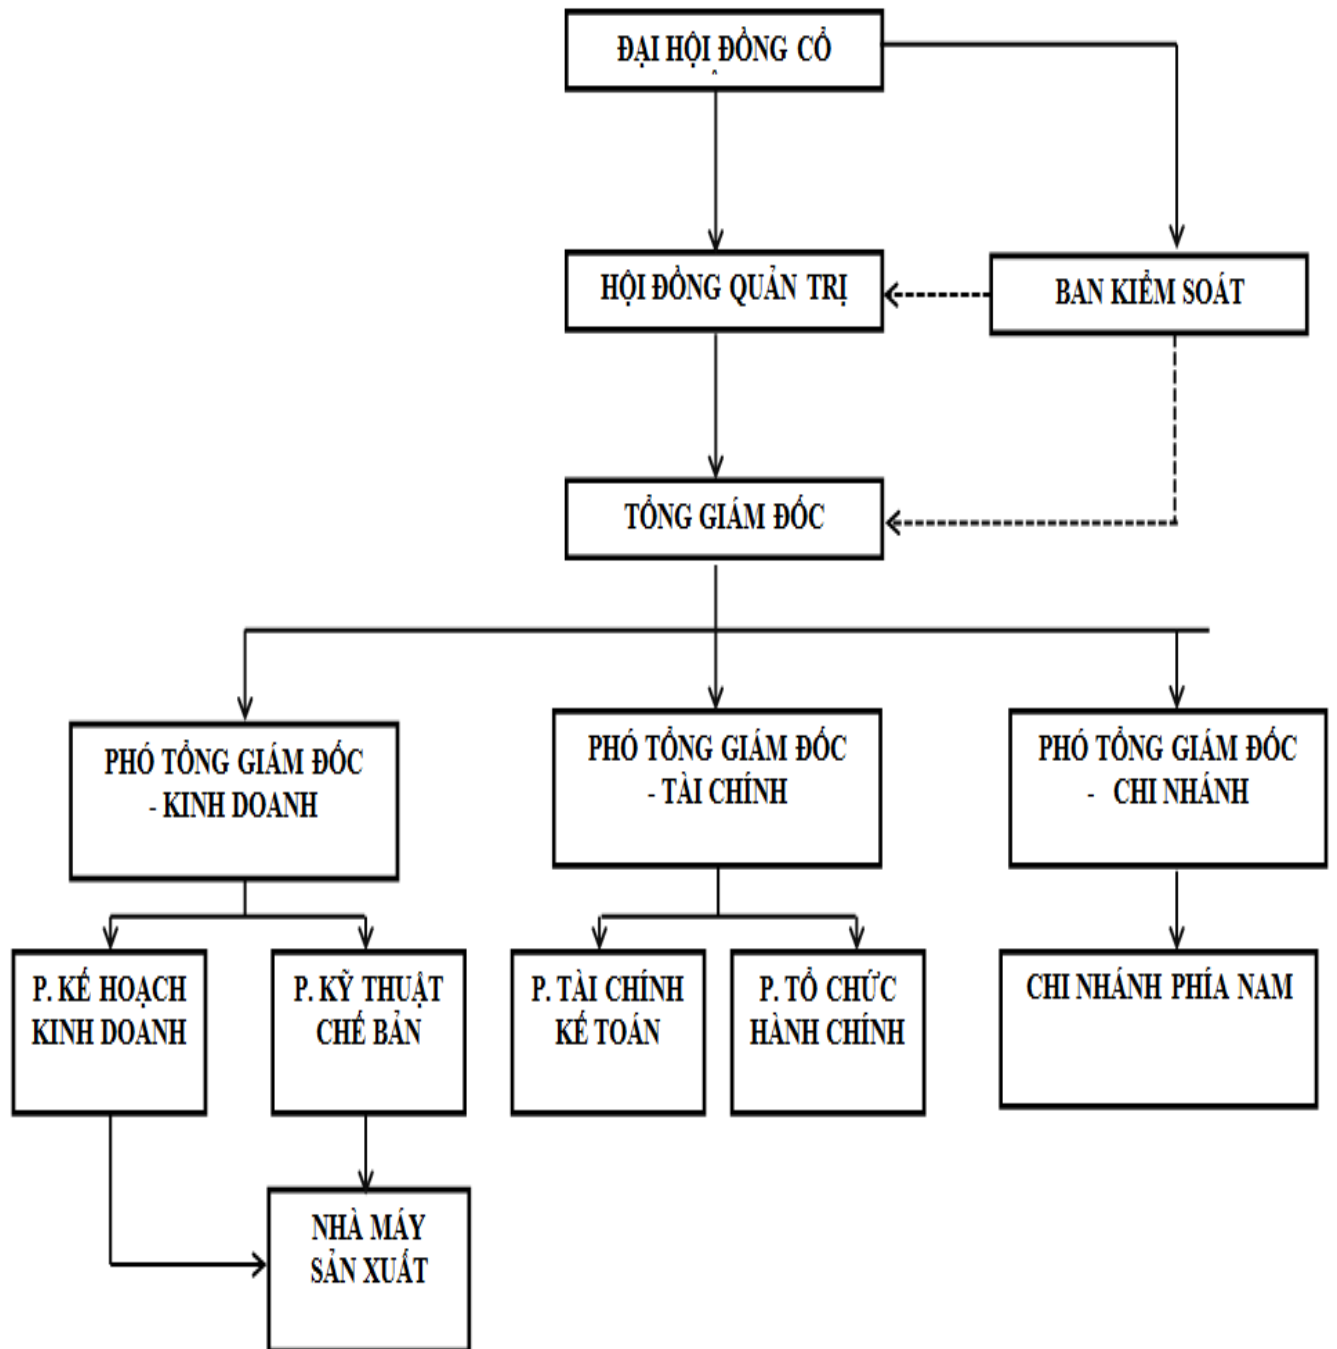 ĐẠI HỘI ĐỒNG CỔ
HỘI ĐỒNG QUẢN TRỊ
BAN KIỂM SOÁT
TỔNG GIÁM ĐỐC
PHÓ TỔNG GIÁM ĐỐC
- KINH DOANH
PHÓ TỔNG GIÁM ĐỐC
- TÀI CHÍNH
PHÓ TỔNG GIÁM ĐỐC
- CHI NHÁNH
P. KẾ HOẠCH
KINH DOANH
P. KỸ THUẬT
CHẾ BẢN
P. TÀI CHÍNH
KẾ TOÁN
P. TỔ CHỨC
HÀNH CHÍNH
CHI NHÁNH PHÍA NAM
NHÀ MÁY
SẢN XUẤT